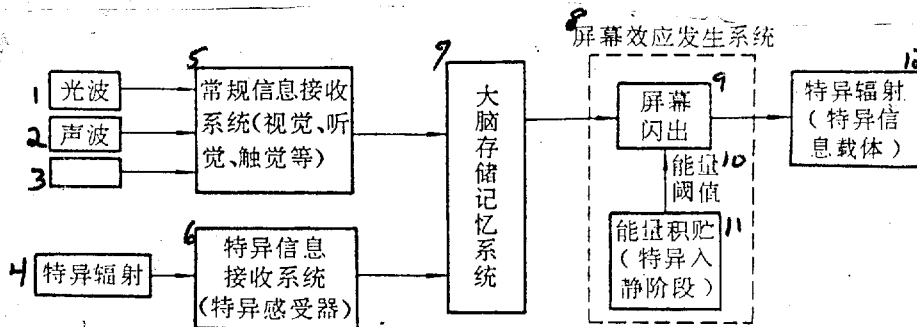 8 屏幕效应发生系统
1 光波
2 声波
3
4 特异辐射
5
常规信息接收
系统(视觉、听
觉、触觉等)
6
特异信息
接收系统
(特异感受器)
7
大脑存储记忆系统
9
屏幕
闪出
能量 10
阈值
能量积贮 11
(特异入
静阶段)
12
特异辐射
(特异信
息载体)